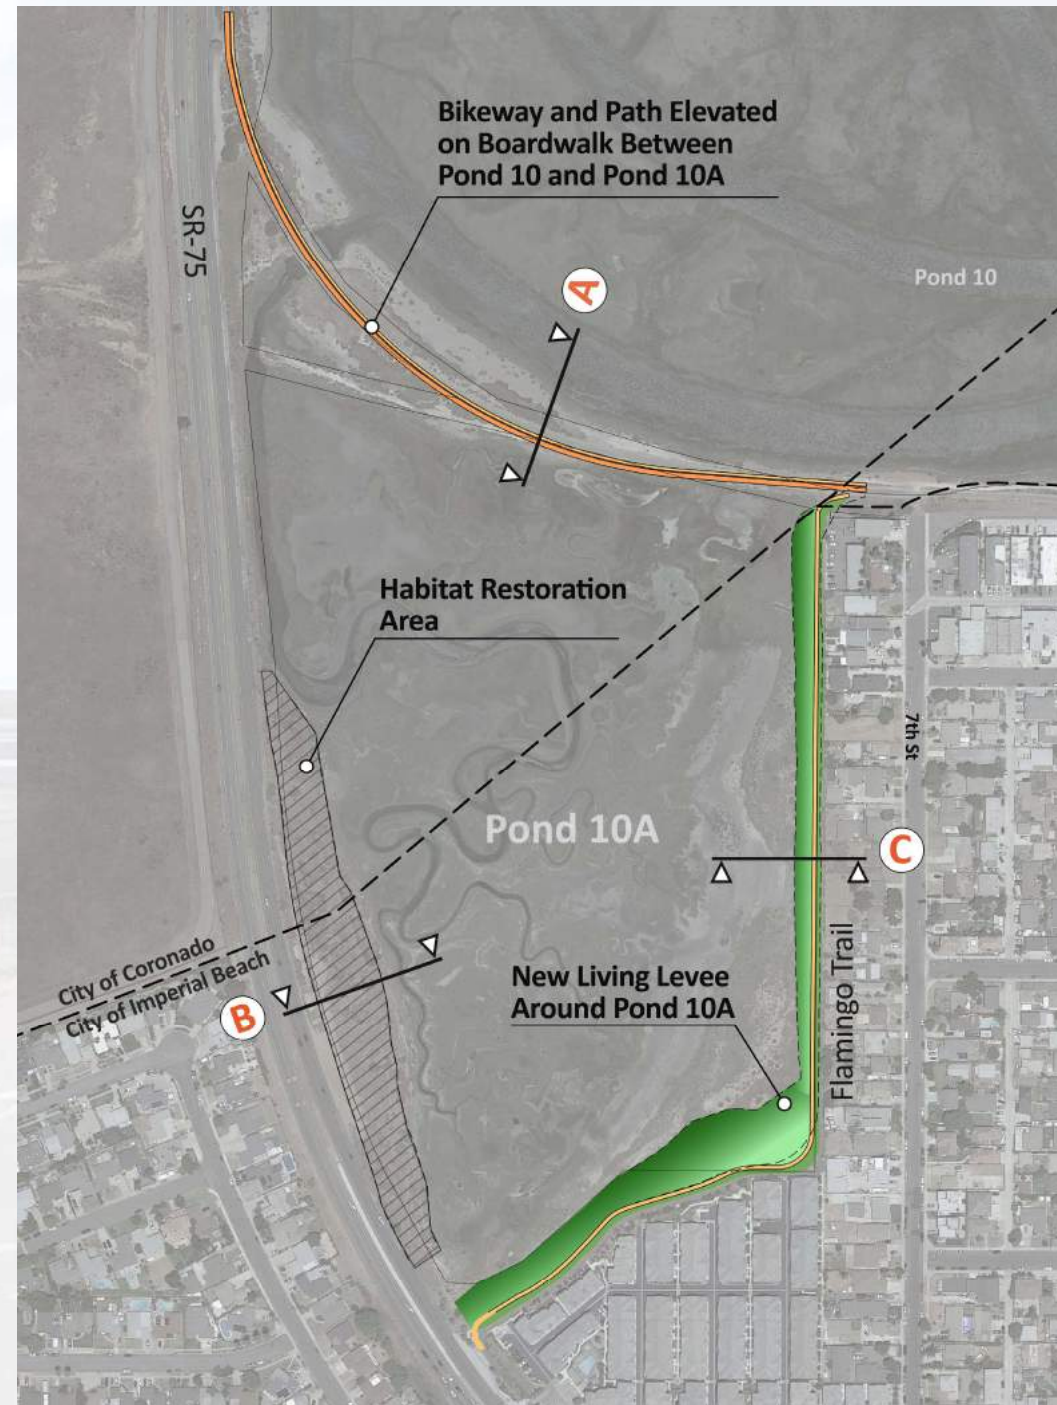 Bikeway and Path Elevated
on Boardwalk Between
Pond 10 and Pond 10A
SR-75
A
Pond 10
Habitat Restoration
Area
7th St
Pond 10A
C
City of Coronado
City of Imperial Beach
B
New Living Levee
Around Pond 10A
Flamingo Trail